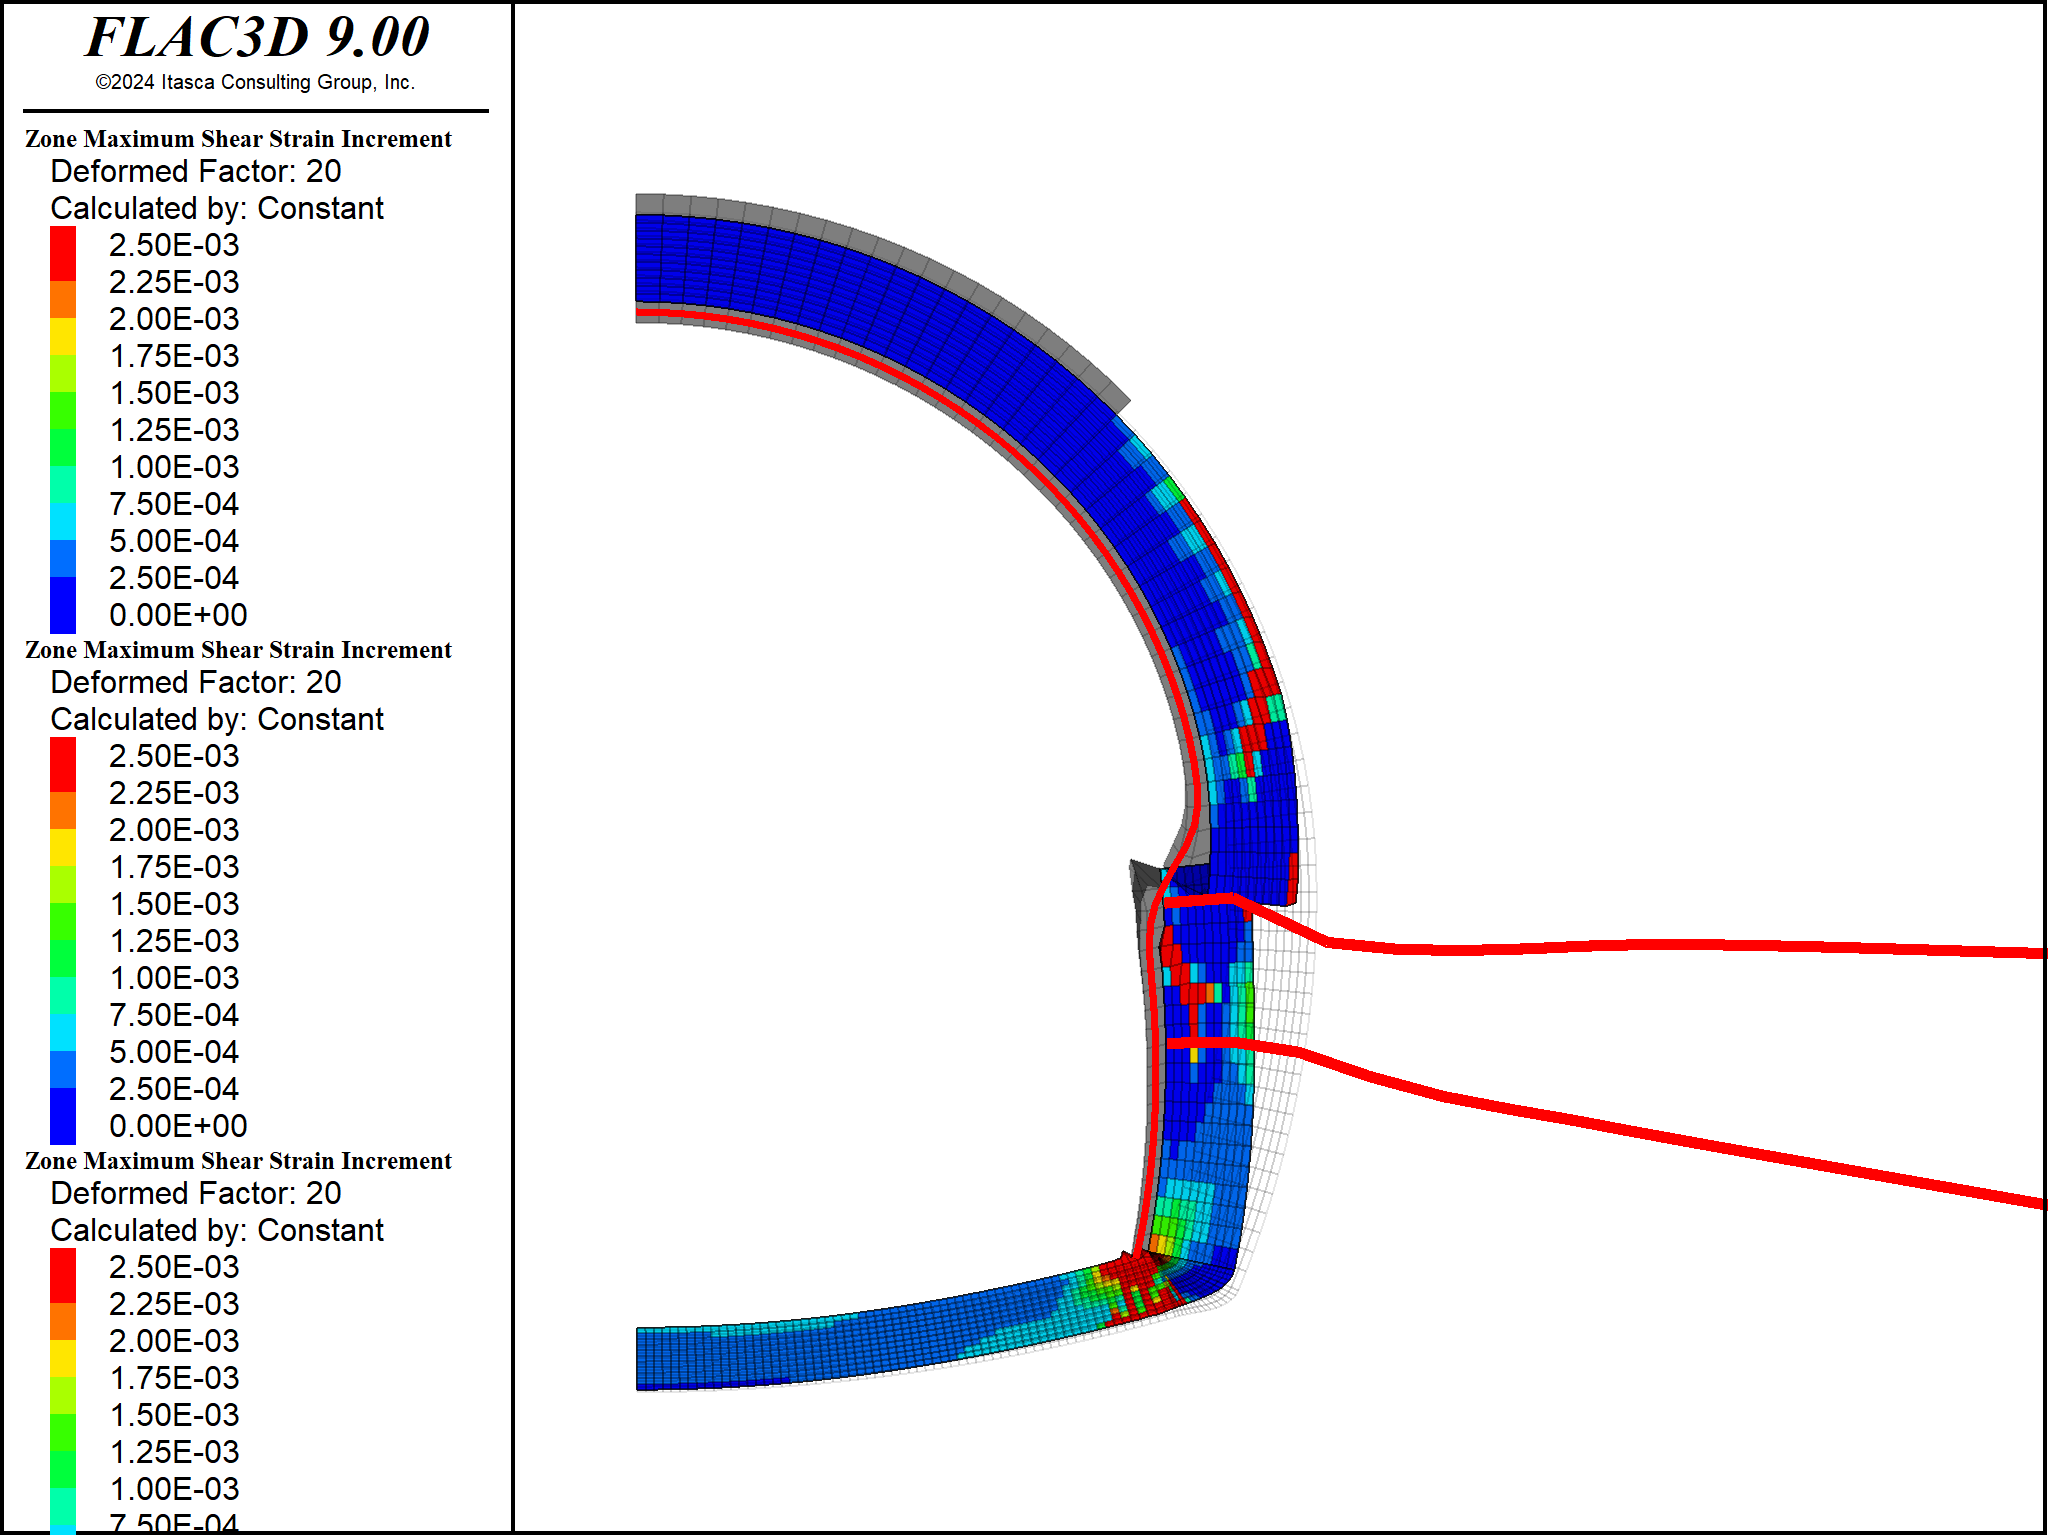 FLAC3D 9.00
©2024 Itasca Consulting Group, Inc.
Zone Maximum Shear Strain Increment
Deformed Factor: 20
Calculated by: Constant
2.50E-03
2.25E-03
2.00E-03
1.75E-03
1.50E-03
1.25E-03
1.00E-03
7.50E-04
5.00E-04
2.50E-04
0.00E+00
Zone Maximum Shear Strain Increment
Deformed Factor: 20
Calculated by: Constant
2.50E-03
2.25E-03
2.00E-03
1.75E-03
1.50E-03
1.25E-03
1.00E-03
7.50E-04
5.00E-04
2.50E-04
0.00E+00
Zone Maximum Shear Strain Increment
Deformed Factor: 20
Calculated by: Constant
2.50E-03
2.25E-03
2.00E-03
1.75E-03
1.50E-03
1.25E-03
1.00E-03
7.50E-04